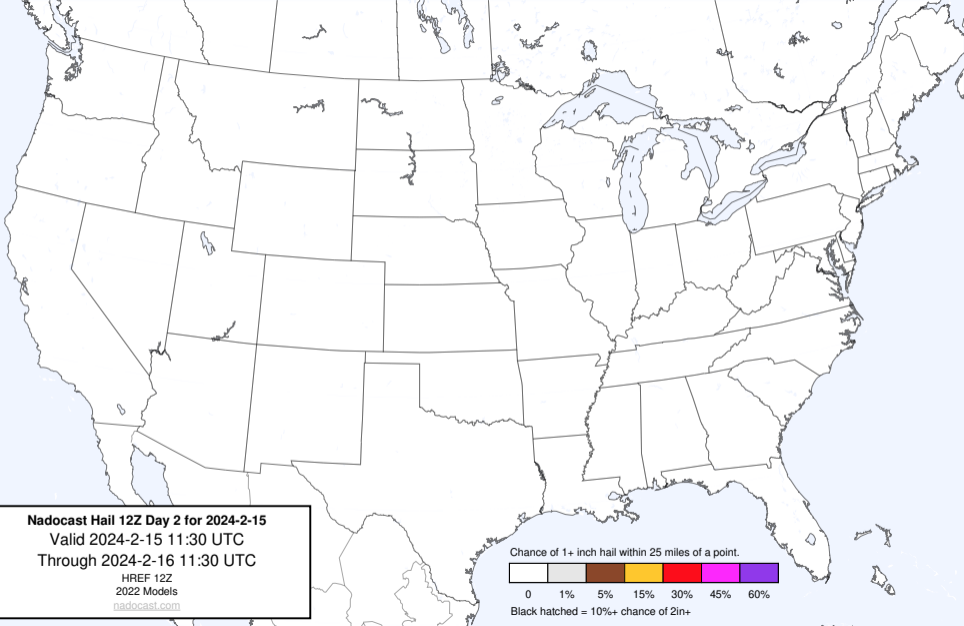 Nadocast Hail 12Z Day 2 for 2024-2-15
Valid 2024-2-15 11:30 UTC
Through 2024-2-16 11:30 UTC
HREF 12Z
2022 Models
nadocast.com
Chance of 1+ inch hail within 25 miles of a point.
0 1% 5% 15% 30% 45% 60%
Black hatched = 10%+ chance of 2in+